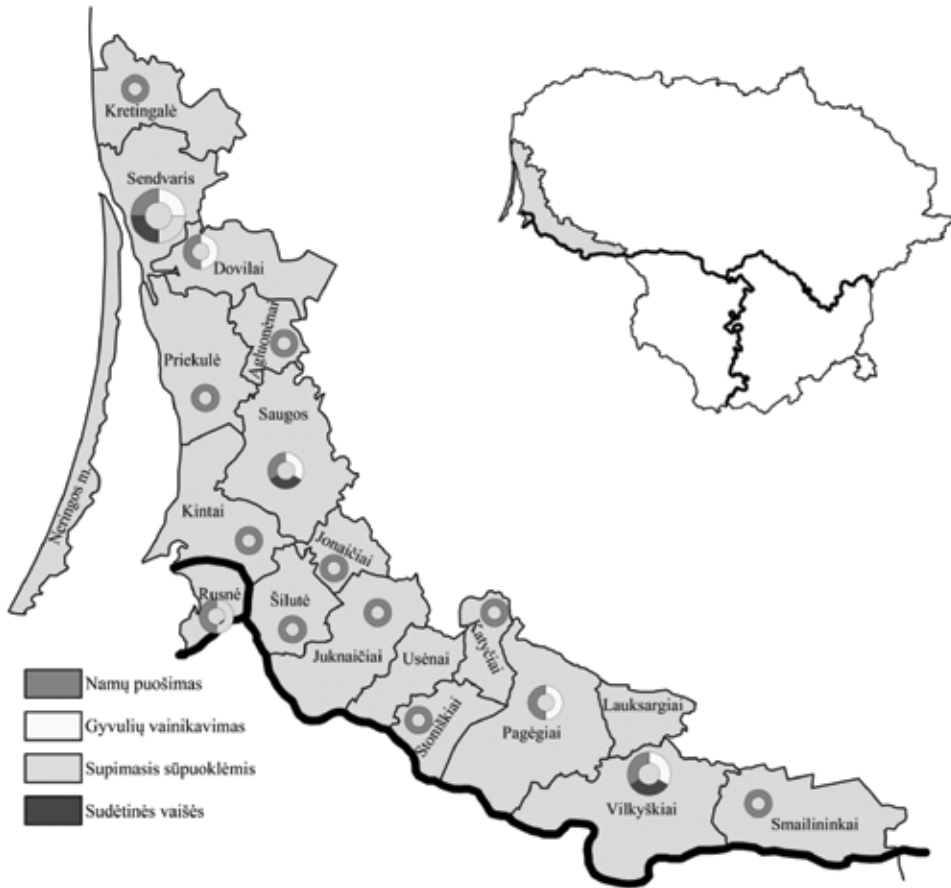 Kretingalė
Sendvaris
Dovilai
Agluonėnai
Priekulė
Saugos
Neringos m.
Kintai
Jonaičiai
Rusnė
Šilutė
Katyčiai
Juknaičiai
Usėnai
Stoniškiai
Pagėgiai
Lauksargiai
Vilkyškiai
Smailininkai
Namų puošimas
Gyvulių vainikavimas
Supimasis sūpuoklėmis
Sudėtinės vaišės